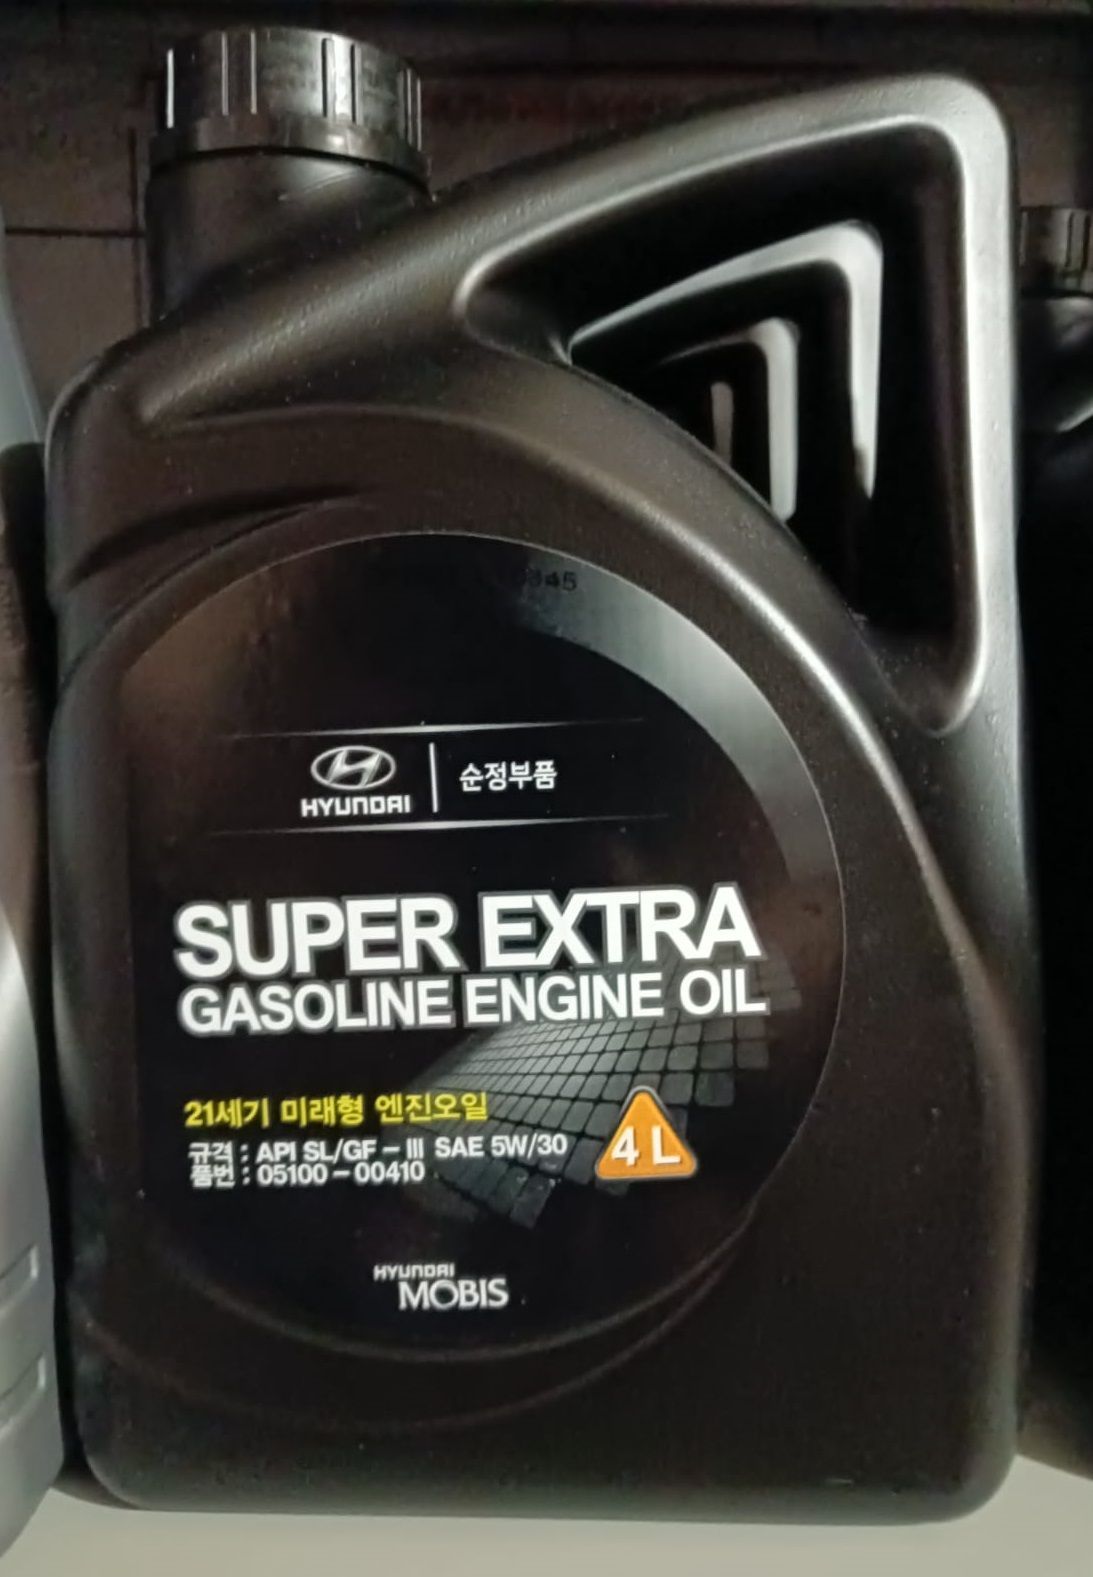 345
HYUNDAI 순정부품
SUPER EXTRA
GASOLINE ENGINE OIL
21세기 미래형 엔진오일
규격 : API SL/GF - III SAE 5W/30
품번 : 05100-00410
4 L
HYUNDAI
MOBIS